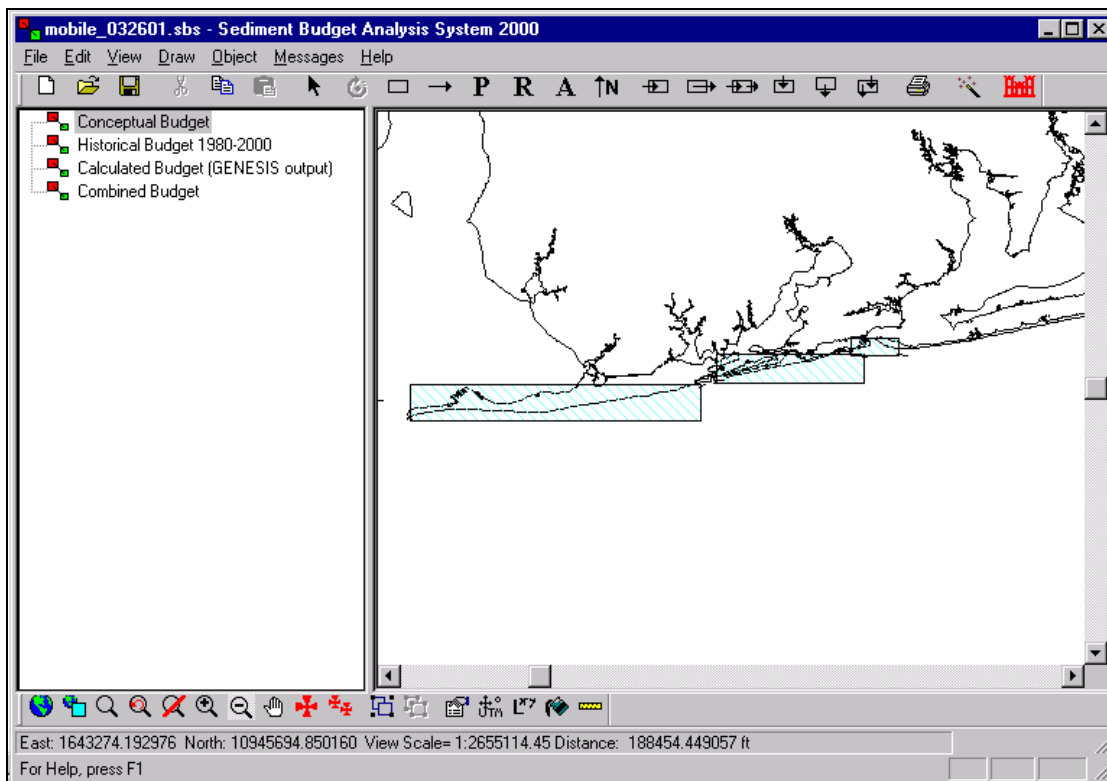 mobile_032601.sbs - Sediment Budget Analysis System 2000
File Edit View Draw Object Messages Help
P R A N
Conceptual Budget
Historical Budget 1980-2000
Calculated Budget (GENESIS output)
Combined Budget
UTM XY
East: 1643274.192976 North: 10945694.850160 View Scale= 1:2655114.45 Distance: 188454.449057 ft
For Help, press F1